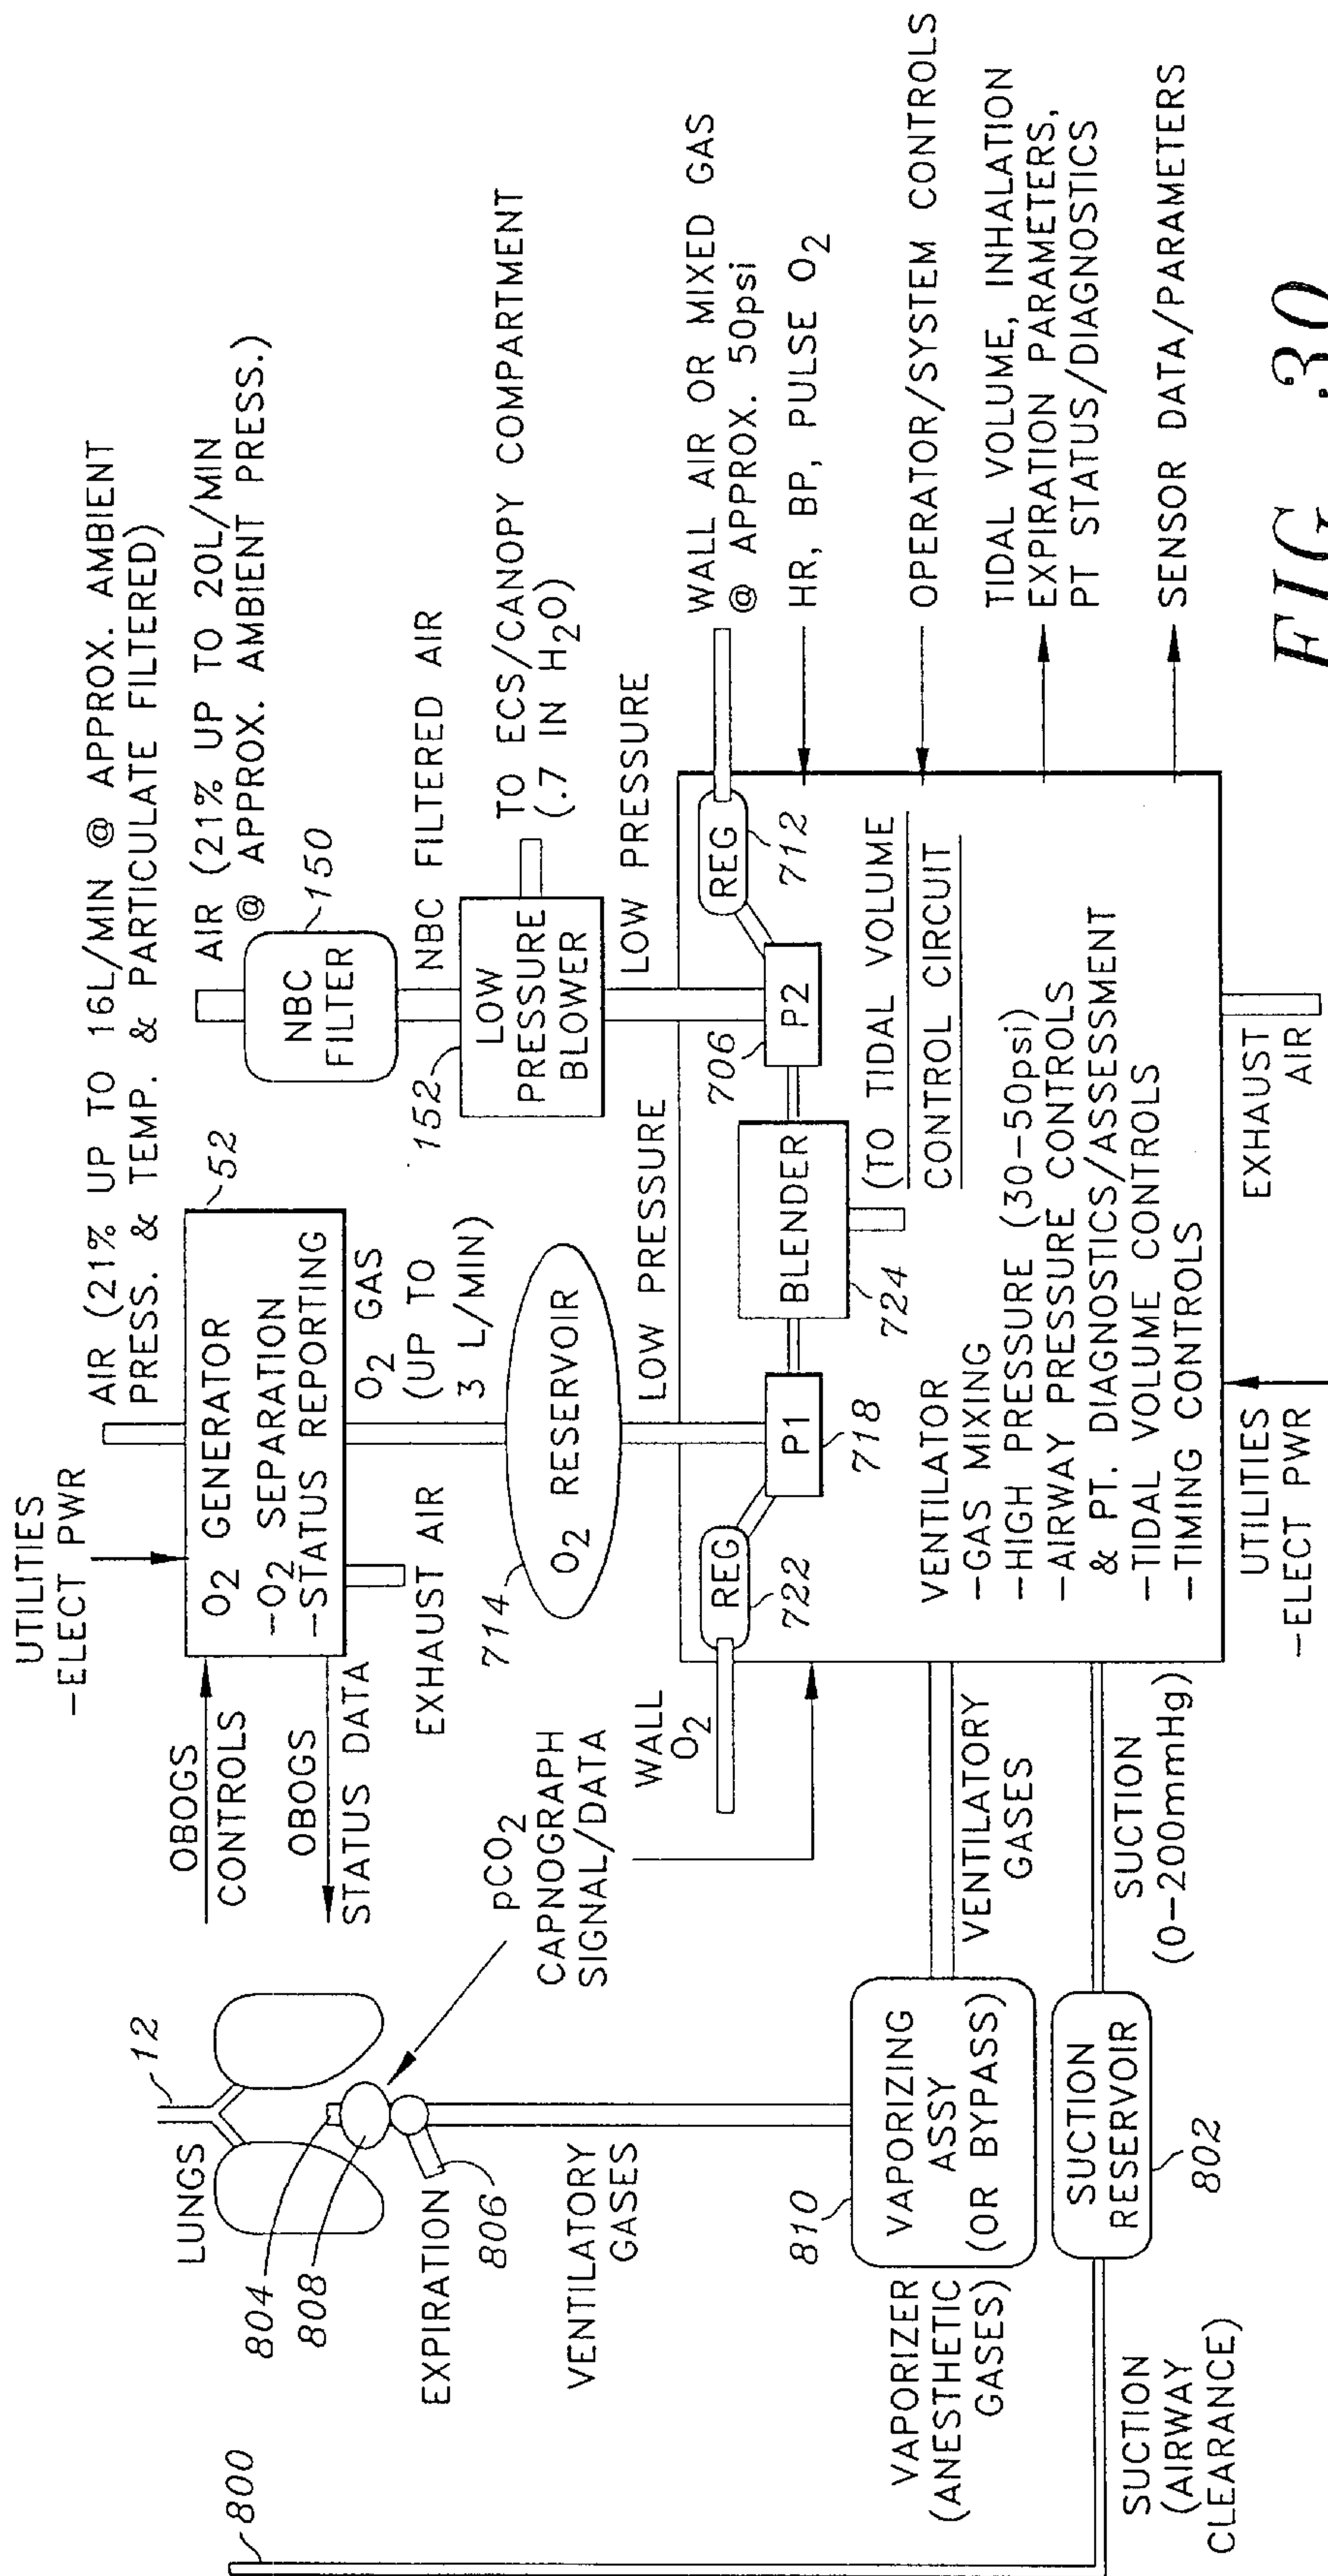 UTILITIES
-ELECT PWR
AIR (21% UP TO 16L/MIN @ APPROX. AMBIENT
PRESS. & TEMP. & PARTICULATE FILTERED)
OBOGS
CONTROLS
OBOGS
STATUS DATA
52
O2 GENERATOR
-O2 SEPARATION
-STATUS REPORTING
EXHAUST AIR
O2 GAS
(UP TO
3 L/MIN)
714
O2 RESERVOIR
LOW PRESSURE
AIR (21% UP TO 20L/MIN
@ APPROX. AMBIENT PRESS.)
150
NBC
FILTER
NBC FILTERED AIR
152
LOW
PRESSURE
BLOWER
TO ECS/CANOPY COMPARTMENT
(.7 IN H2O)
LOW PRESSURE
LUNGS
12
804
808
EXPIRATION
806
pCO2
CAPNOGRAPH
SIGNAL/DATA
VENTILATORY
GASES
WALL
O2
REG
722
P1
718
BLENDER
724
P2
706
REG
712
(TO TIDAL VOLUME
CONTROL CIRCUIT
WALL AIR OR MIXED GAS
@ APPROX. 50psi
HR, BP, PULSE O2
OPERATOR/SYSTEM CONTROLS
TIDAL VOLUME, INHALATION
EXPIRATION PARAMETERS,
PT STATUS/DIAGNOSTICS
SENSOR DATA/PARAMETERS
VENTILATOR
-GAS MIXING
-HIGH PRESSURE (30-50psi)
-AIRWAY PRESSURE CONTROLS
& PT. DIAGNOSTICS/ASSESSMENT
-TIDAL VOLUME CONTROLS
-TIMING CONTROLS
810
VAPORIZING
ASSY
(OR BYPASS)
VAPORIZER
(ANESTHETIC
GASES)
VENTILATORY
GASES
SUCTION
RESERVOIR
802
SUCTION
(0-200mmHg)
800
SUCTION
(AIRWAY
CLEARANCE)
UTILITIES
-ELECT PWR
EXHAUST
AIR
FIG. 30